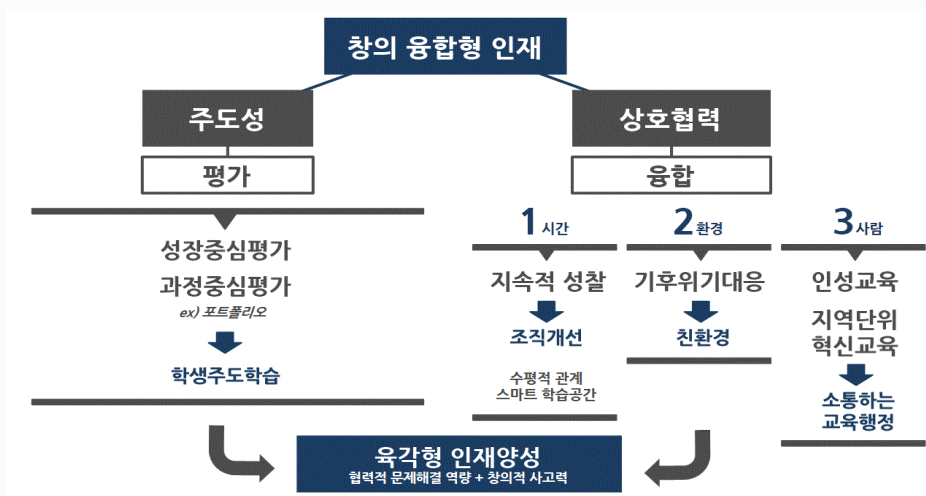 창의 융합형 인재
주도성
평가
성장중심평가
과정중심평가
ex) 포트폴리오
학생주도학습
상호협력
융합
1 시간
지속적 성찰
조직개선
수평적 관계
스마트 학습공간
2 환경
기후위기대응
친환경
3 사람
인성교육
지역단위
혁신교육
소통하는
교육행정
육각형 인재양성
협력적 문제해결 역량 + 창의적 사고력